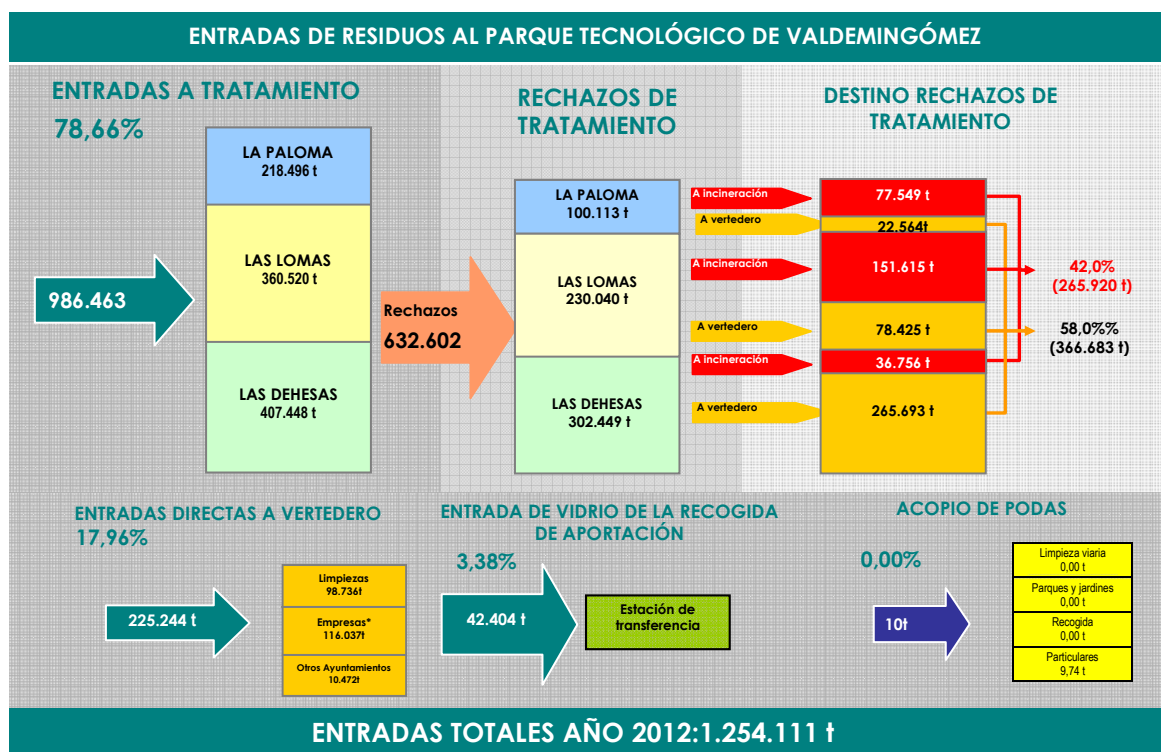 ENTRADAS DE RESIDUOS AL PARQUE TECNOLÓGICO DE VALDEMINGÓMEZ
ENTRADAS A TRATAMIENTO
78,66%
986.463
LA PALOMA
218.496 t
LAS LOMAS
360.520 t
LAS DEHESAS
407.448 t
Rechazos
632.602
RECHAZOS DE
TRATAMIENTO
LA PALOMA
100.113 t
LAS LOMAS
230.040 t
LAS DEHESAS
302.449 t
A incineración
A vertedero
A incineración
A vertedero
A incineración
A vertedero
DESTINO RECHAZOS DE
TRATAMIENTO
77.549 t
22.564t
151.615 t
78.425 t
36.756 t
265.693 t
42,0%
(265.920 t)
58,0%%
(366.683 t)
ENTRADAS DIRECTAS A VERTEDERO
17,96%
225.244 t
Limpiezas
98.736t
Empresas*
116.037t
Otros Ayuntamientos
10.472t
ENTRADA DE VIDRIO DE LA RECOGIDA
DE APORTACIÓN
3,38%
42.404 t
Estación de
transferencia
ACOPIO DE PODAS
0,00%
10t
Limpieza viaria
0,00 t
Parques y jardines
0,00 t
Recogida
0,00 t
Particulares
9,74 t
ENTRADAS TOTALES AÑO 2012:1.254.111 t